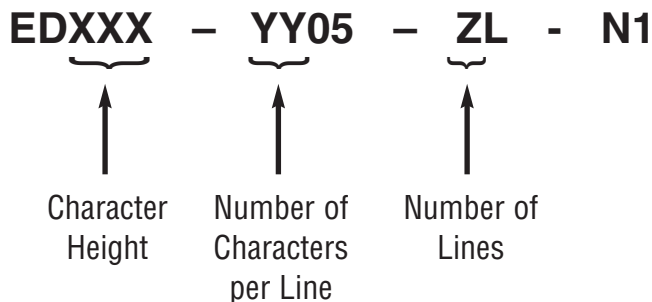 EDXXX – YY05 – ZL - N1
Character Height
Number of Characters per Line
Number of Lines